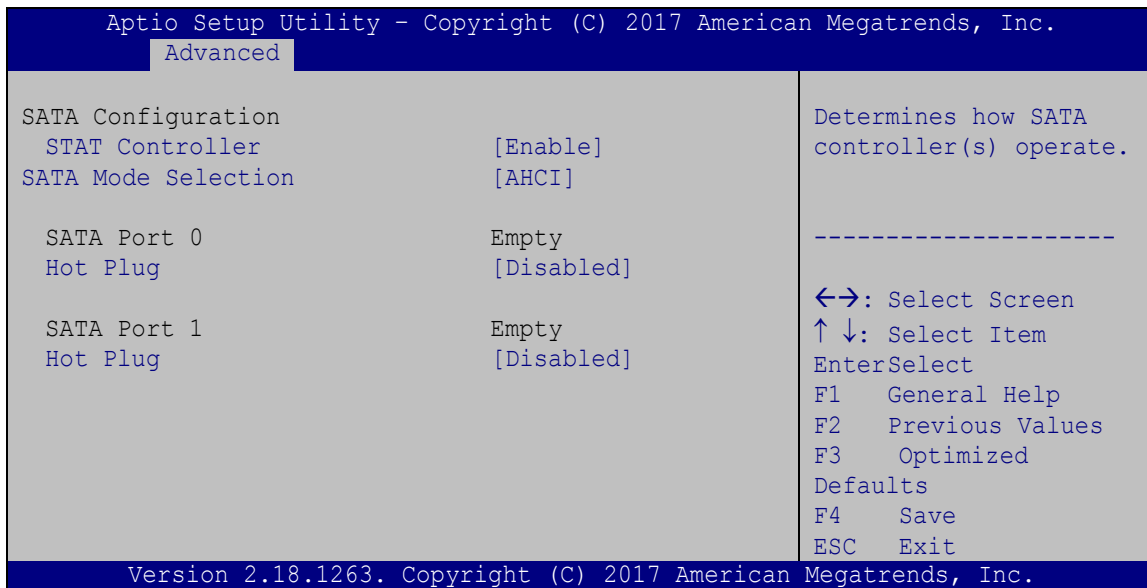 Aptio Setup Utility – Copyright (C) 2017 American Megatrends, Inc.
Advanced
SATA Configuration
STAT Controller [Enable]
SATA Mode Selection [AHCI]
SATA Port 0 Empty
Hot Plug [Disabled]
SATA Port 1 Empty
Hot Plug [Disabled]
Determines how SATA
controller(s) operate.
---------------------
←→: Select Screen
↑ ↓: Select Item
EnterSelect
F1 General Help
F2 Previous Values
F3 Optimized
Defaults
F4 Save
ESC Exit
Version 2.18.1263. Copyright (C) 2017 American Megatrends, Inc.